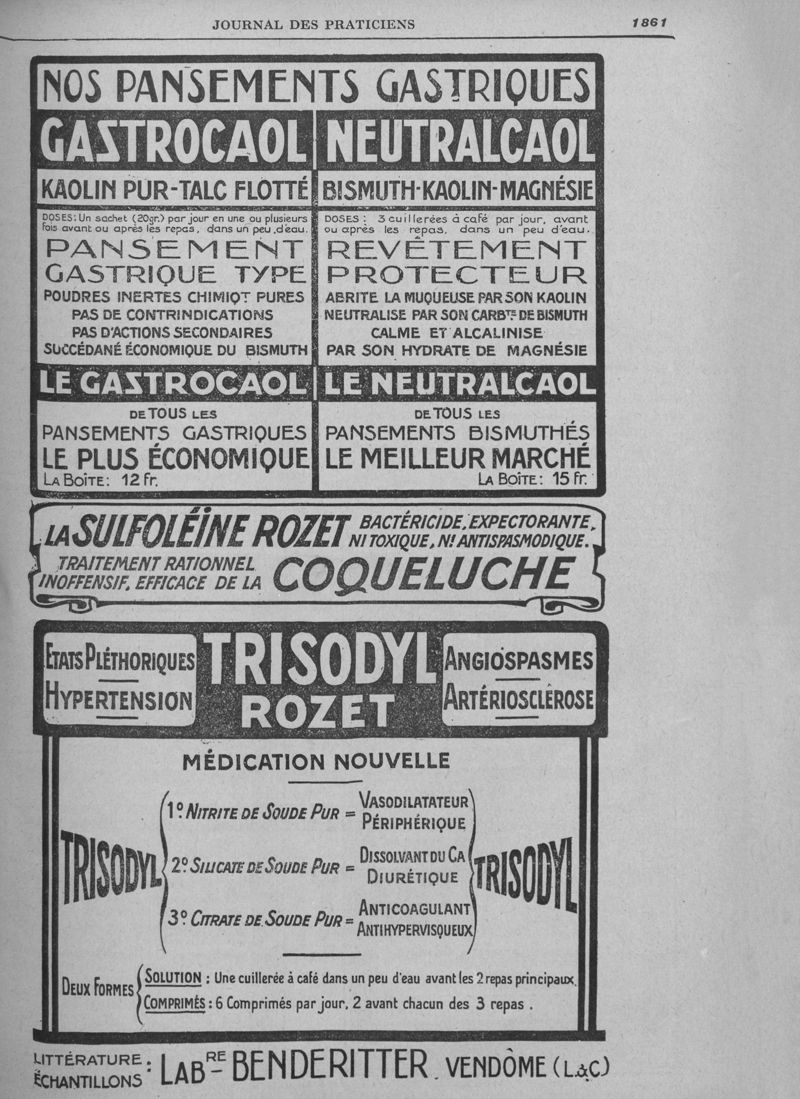 JOURNAL DES PRATICIENS
1861
NOS PANSEMENTS GASTRIQUES
GASTROCAOL
KAOLIN PUR-TALC FLOTTÉ
DOSES: Un sachet (20gr.) par jour en une ou plusieurs
fois avant ou après les repas, dans un peu d'eau.
PANSEMENT
GASTRIQUE TYPE
POUDRES INERTES CHIMIQT PURES
PAS DE CONTRINDICATIONS
PAS D'ACTIONS SECONDAIRES
SUCCÉDANÉ ÉCONOMIQUE DU BISMUTH
LE GASTROCAOL
DE TOUS LES
PANSEMENTS GASTRIQUES
LE PLUS ÉCONOMIQUE
LA BOÎTE: 12 Fr.
NEUTRALCAOL
BISMUTH-KAOLIN-MAGNÉSIE
DOSES: 3 cuillerées à café par jour, avant
ou après les repas, dans un peu d'eau.
REVÊTEMENT
PROTECTEUR
ABRITE LA MUQUEUSE PAR SON KAOLIN
NEUTRALISE PAR SON CARBTE DE BISMUTH
CALME ET ALCALINISE
PAR SON HYDRATE DE MAGNÉSIE
LE NEUTRALCAOL
DE TOUS LES
PANSEMENTS BISMUTHÉS
LE MEILLEUR MARCHÉ
LA BOÎTE: 15 Fr.
LA SULFOLÉÏNE ROZET BACTÉRICIDE, EXPECTORANTE,
NI TOXIQUE, NI ANTISPASMODIQUE.
TRAITEMENT RATIONNEL
INOFFENSIF, EFFICACE DE LA COQUELUCHE
ETATS PLÉTHORIQUES
HYPERTENSION
TRISODYL
ROZET
ANGIOSPASMES
ARTÉRIOSCLÉROSE
MÉDICATION NOUVELLE
TRISODYL
1º. NITRITE DE SOUDE PUR = VASODILATATEUR
PÉRIPHÉRIQUE
2º. SILICATE DE SOUDE PUR = DISSOLVANT DU CA
DIURÉTIQUE
3º. CITRATE DE SOUDE PUR = ANTICOAGULANT
ANTIHYPERVISQUEUX
TRISODYL
DEUX FORMES
SOLUTION : Une cuillerée à café dans un peu d'eau avant les 2 repas principaux.
COMPRIMÉS : 6 Comprimés par jour, 2 avant chacun des 3 repas.
LITTÉRATURE :
ÉCHANTILLONS :
LABRE BENDERITTER. VENDÔME (L.&C)